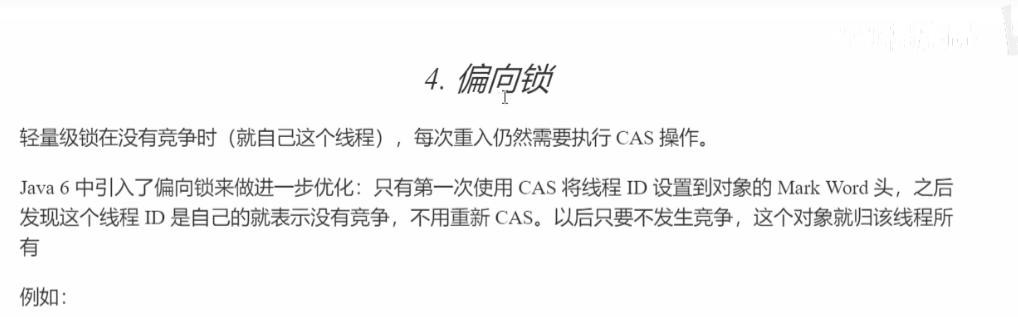 4. 偏向锁
轻量级锁在没有竞争时（就自己这个线程），每次重入仍然需要执行 CAS 操作。
Java 6 中引入了偏向锁来做进一步优化：只有第一次使用 CAS 将线程 ID 设置到对象的 Mark Word 头，之后
发现这个线程 ID 是自己的就表示没有竞争，不用重新 CAS。以后只要不发生竞争，这个对象就归该线程所
有
例如：